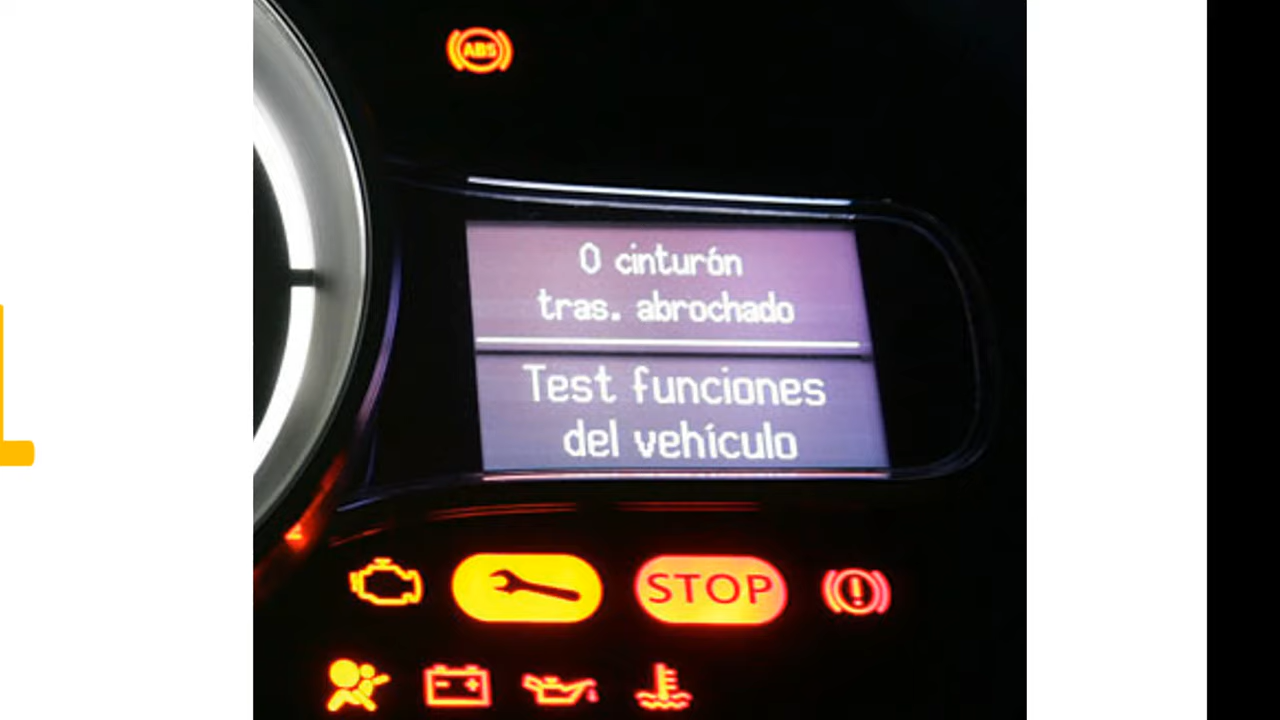 ABS
0 cinturón
tras. abrochado
Test funciones
del vehículo
STOP